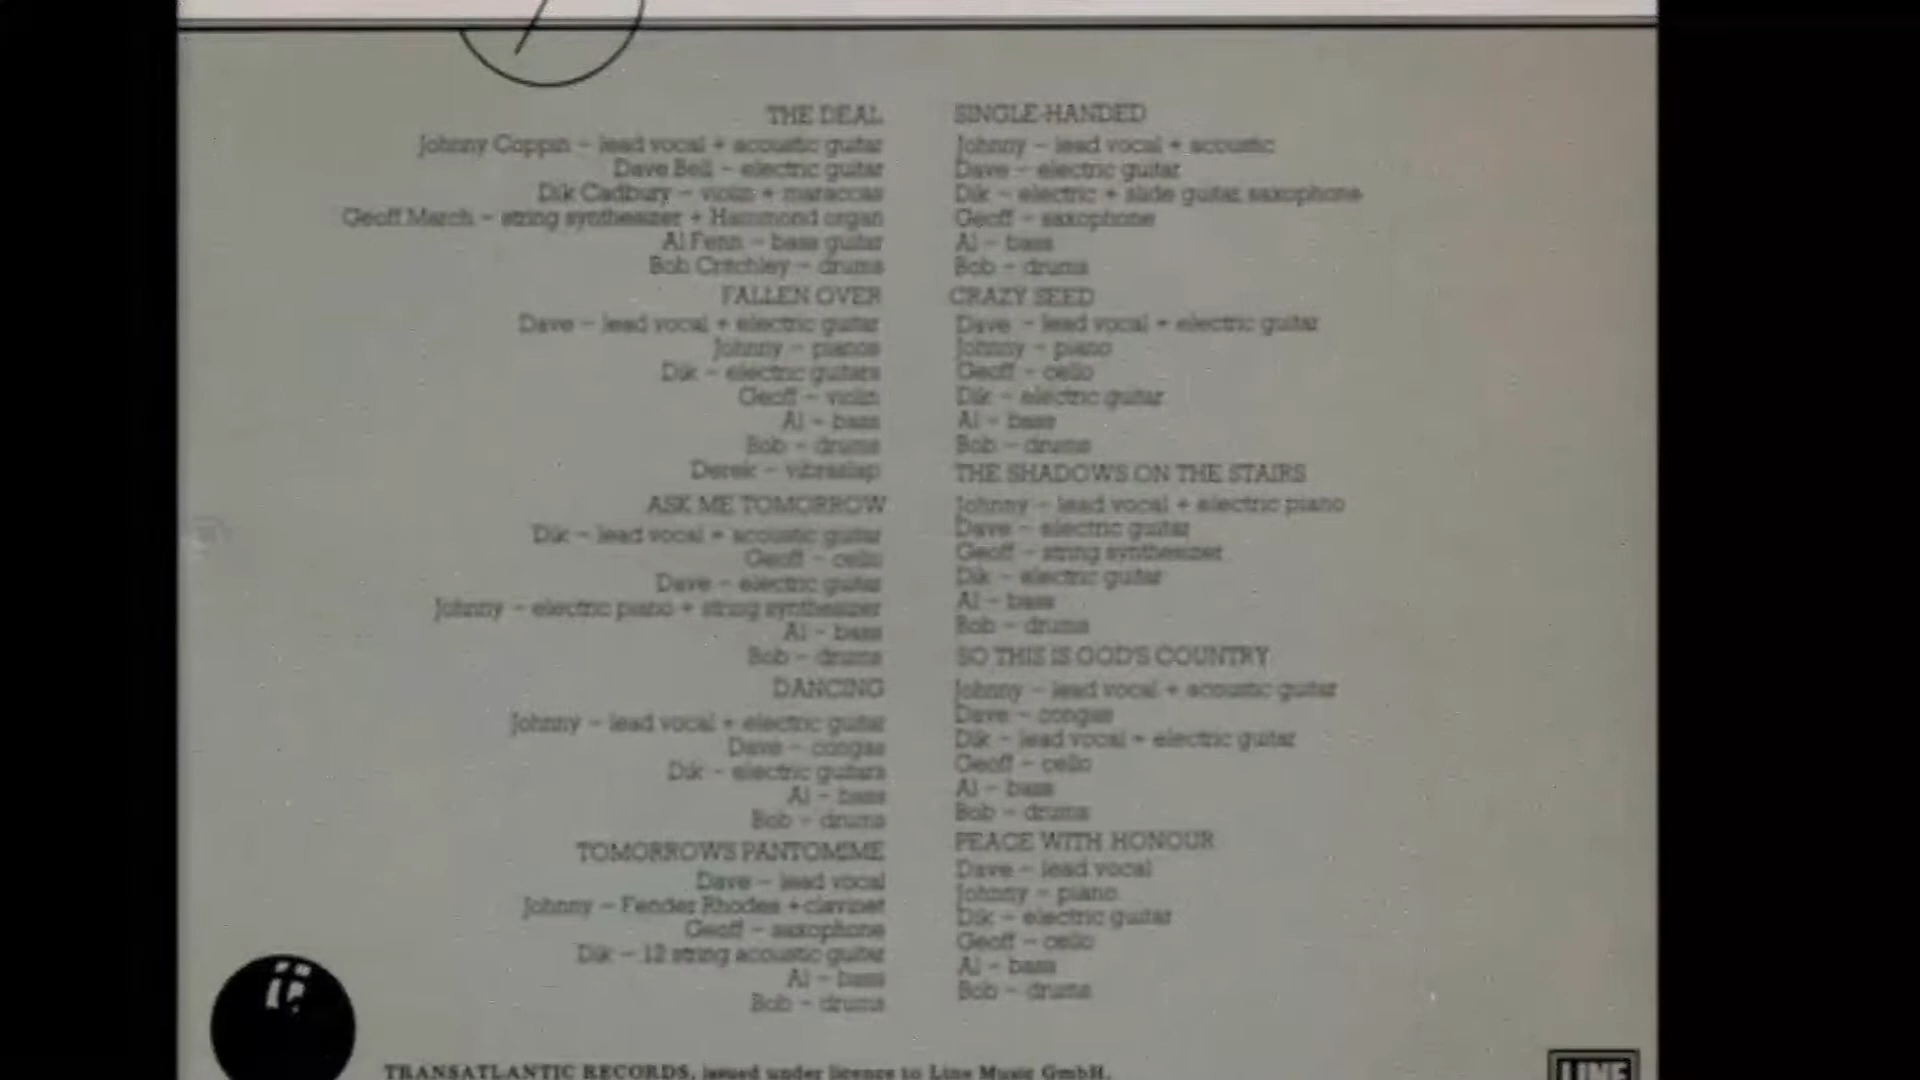 THE DEAL
Johnny Coppin – lead vocal + acoustic guitar
Dave Bell – electric guitar
Dik Cadbury – violin + maraccas
Geoff March – string synthesizer + Hammond organ
Al Fenn – bass guitar
Bob Critchley – drums
FALLEN OVER
Dave – lead vocal + electric guitar
Johnny – pianos
Dik – electric guitars
Geoff – violin
Al – bass
Bob – drums
Derek – vibraslap
ASK ME TOMORROW
Dik – lead vocal + acoustic guitar
Geoff – cello
Dave – electric guitar
Johnny – electric piano + string synthesizer
Al – bass
Bob – drums
DANCING
Johnny – lead vocal + electric guitar
Dave – congas
Dik – electric guitars
Al – bass
Bob – drums
TOMORROWS PANTOMIME
Dave – lead vocal
Johnny – Fender Rhodes + clavinet
Geoff – saxophone
Dik – 12 string acoustic guitar
Al – bass
Bob – drums
SINGLE-HANDED
Johnny – lead vocal + acoustic
Dave – electric guitar
Dik – electric + slide guitar, saxophone
Geoff – saxophone
Al – bass
Bob – drums
CRAZY SEED
Dave – lead vocal + electric guitar
Johnny – piano
Geoff – cello
Dik – electric guitar
Al – bass
Bob – drums
THE SHADOWS ON THE STAIRS
Johnny – lead vocal + electric piano
Dave – electric guitar
Geoff – string synthesizer
Dik – electric guitar
Al – bass
Bob – drums
SO THIS IS GOD'S COUNTRY
Johnny – lead vocal + acoustic guitar
Dave – congas
Dik – lead vocal + electric guitar
Geoff – cello
Al – bass
Bob – drums
PEACE WITH HONOUR
Dave – lead vocal
Johnny – piano
Dik – electric guitar
Geoff – cello
Al – bass
Bob – drums
TRANSATLANTIC RECORDS, issued under licence to Line Music GmbH.
LINE